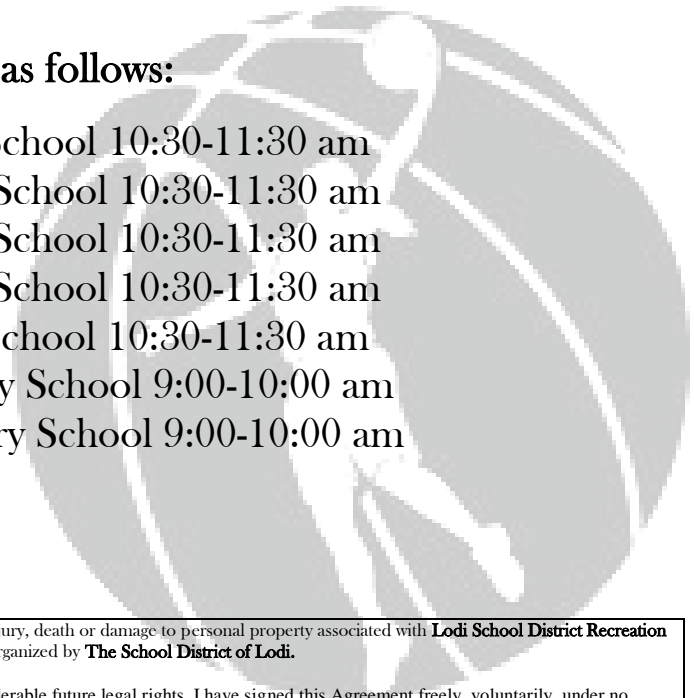 as follows:
School 10:30-11:30 am
School 10:30-11:30 am
School 10:30-11:30 am
School 10:30-11:30 am
chool 10:30-11:30 am
y School 9:00-10:00 am
ry School 9:00-10:00 am
ury, death or damage to personal property associated with Lodi School District Recreation
rganized by The School District of Lodi.
derable future legal rights. I have signed this Agreement freely, voluntarily, under no